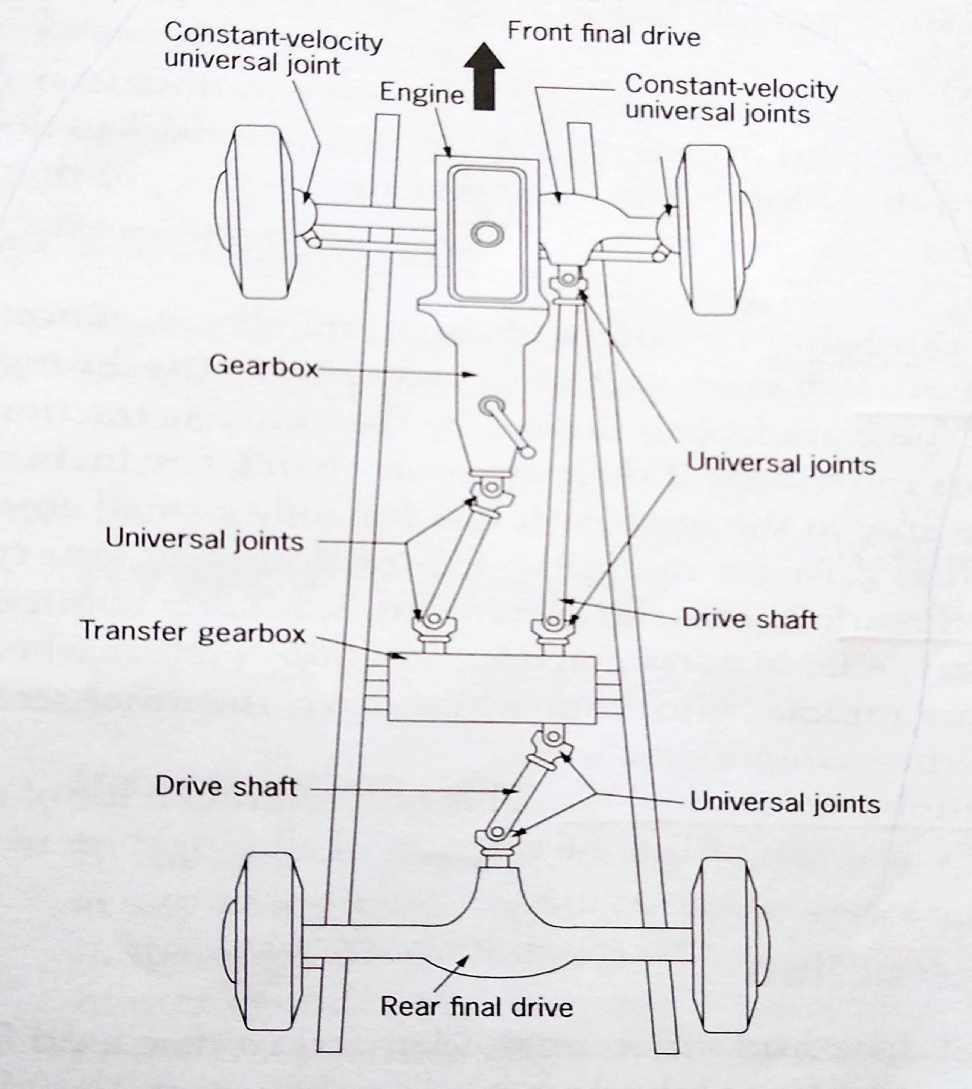 Constant-velocity
universal joint
Front final drive
Engine
Constant-velocity
universal joints
Gearbox
Universal joints
Universal joints
Drive shaft
Transfer gearbox
Drive shaft
Universal joints
Rear final drive